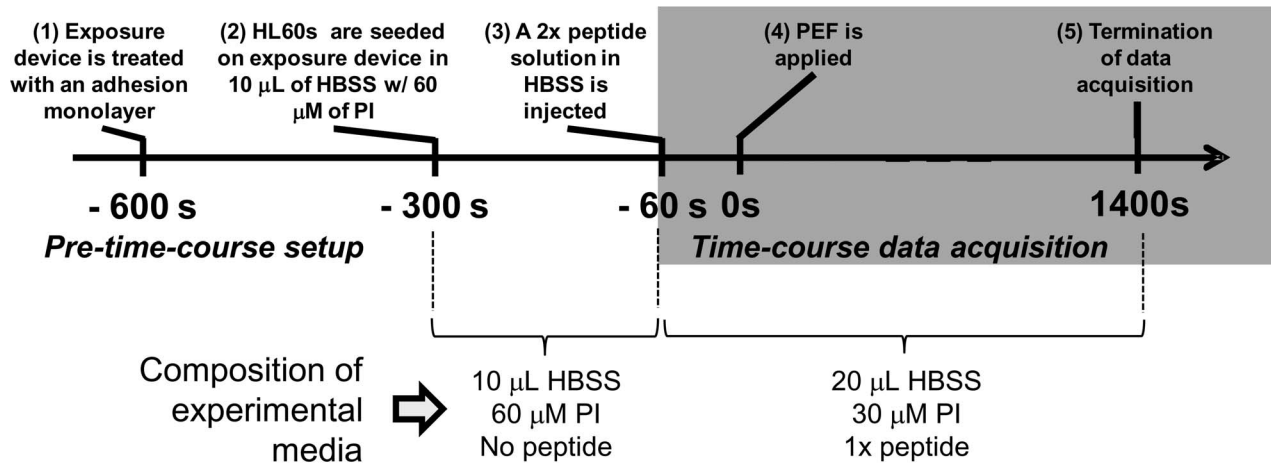 (1) Exposure
device is treated
with an adhesion
monolayer
(2) HL60s are seeded
on exposure device in
10 μL of HBSS w/ 60
μM of PI
(3) A 2x peptide
solution in
HBSS is
injected
(4) PEF is
applied
(5) Termination
of data
acquisition
- 600 s
- 300 s
- 60 s
0s
1400s
Pre-time-course setup
Time-course data acquisition
Composition of
experimental
media
10 μL HBSS
60 μM PI
No peptide
20 μL HBSS
30 μM PI
1x peptide